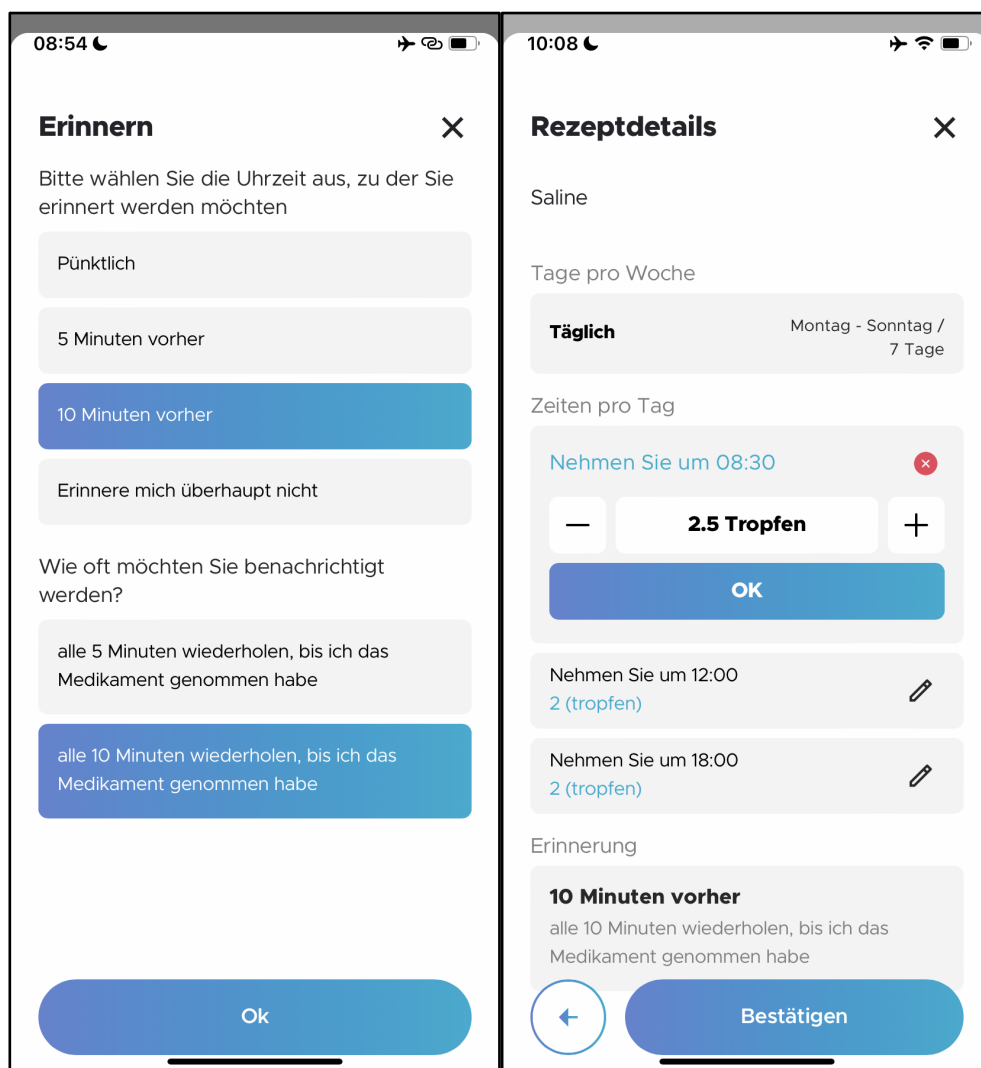 08:54
Erinnern
Bitte wählen Sie die Uhrzeit aus, zu der Sie
erinnert werden möchten
Pünktlich
5 Minuten vorher
10 Minuten vorher
Erinnere mich überhaupt nicht
Wie oft möchten Sie benachrichtigt
werden?
alle 5 Minuten wiederholen, bis ich das
Medikament genommen habe
alle 10 Minuten wiederholen, bis ich das
Medikament genommen habe
Ok
10:08
Rezeptdetails
Saline
Tage pro Woche
Täglich
Montag - Sonntag /
7 Tage
Zeiten pro Tag
Nehmen Sie um 08:30
2.5 Tropfen
OK
Nehmen Sie um 12:00
2 (tropfen)
Nehmen Sie um 18:00
2 (tropfen)
Erinnerung
10 Minuten vorher
alle 10 Minuten wiederholen, bis ich das
Medikament genommen habe
Bestätigen